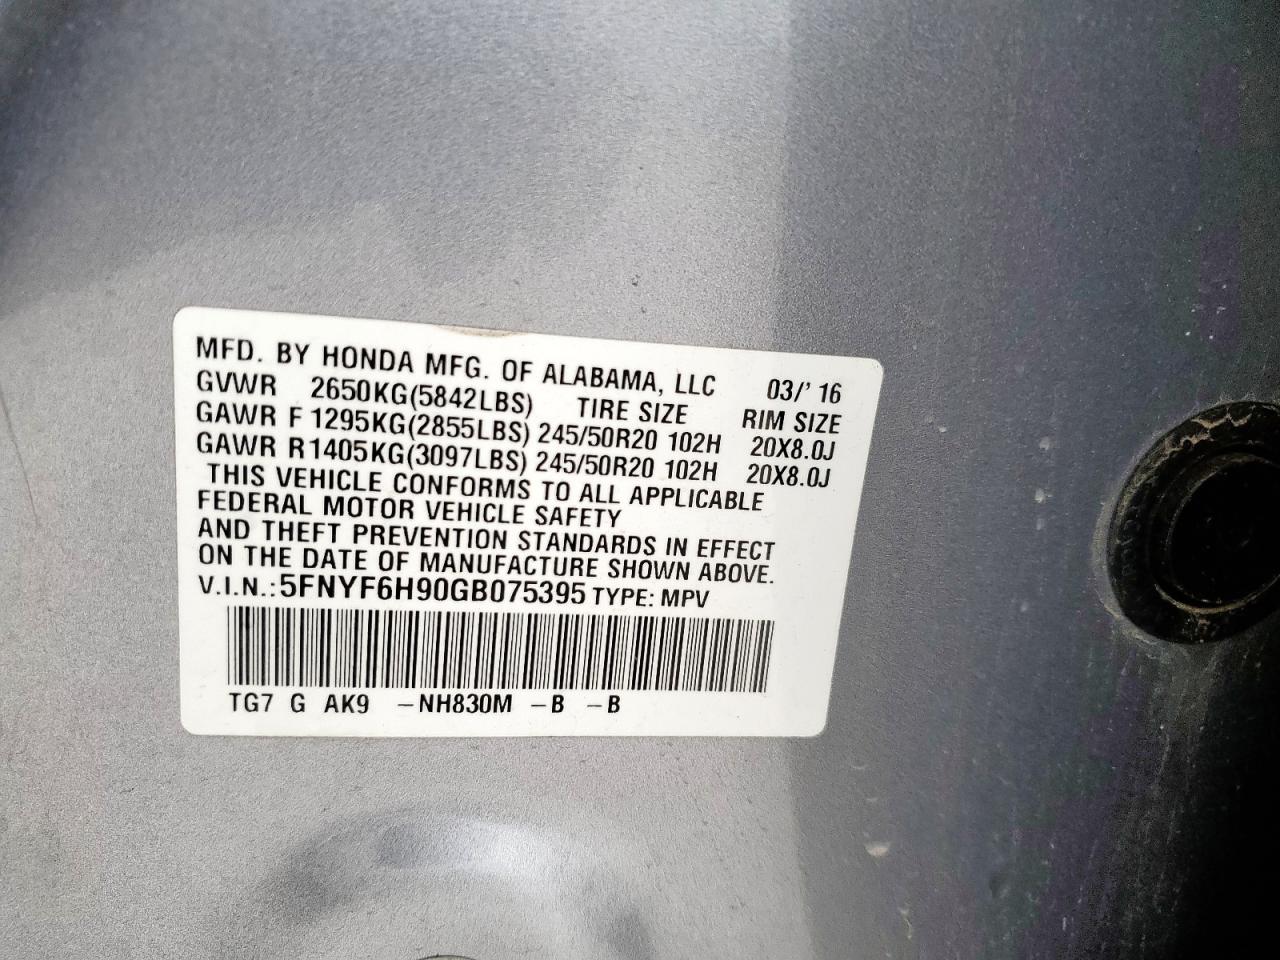 MFD. BY HONDA MFG. OF ALABAMA, LLC 03/' 16
GVWR 2650KG(5842LBS) TIRE SIZE RIM SIZE
GAWR F 1295KG(2855LBS) 245/50R20 102H 20X8.0J
GAWR R1405KG(3097LBS) 245/50R20 102H 20X8.0J
THIS VEHICLE CONFORMS TO ALL APPLICABLE
FEDERAL MOTOR VEHICLE SAFETY
AND THEFT PREVENTION STANDARDS IN EFFECT
ON THE DATE OF MANUFACTURE SHOWN ABOVE.
V.I.N.:5FNYF6H90GB075395 TYPE: MPV
TG7 G AK9 –NH830M –B –B